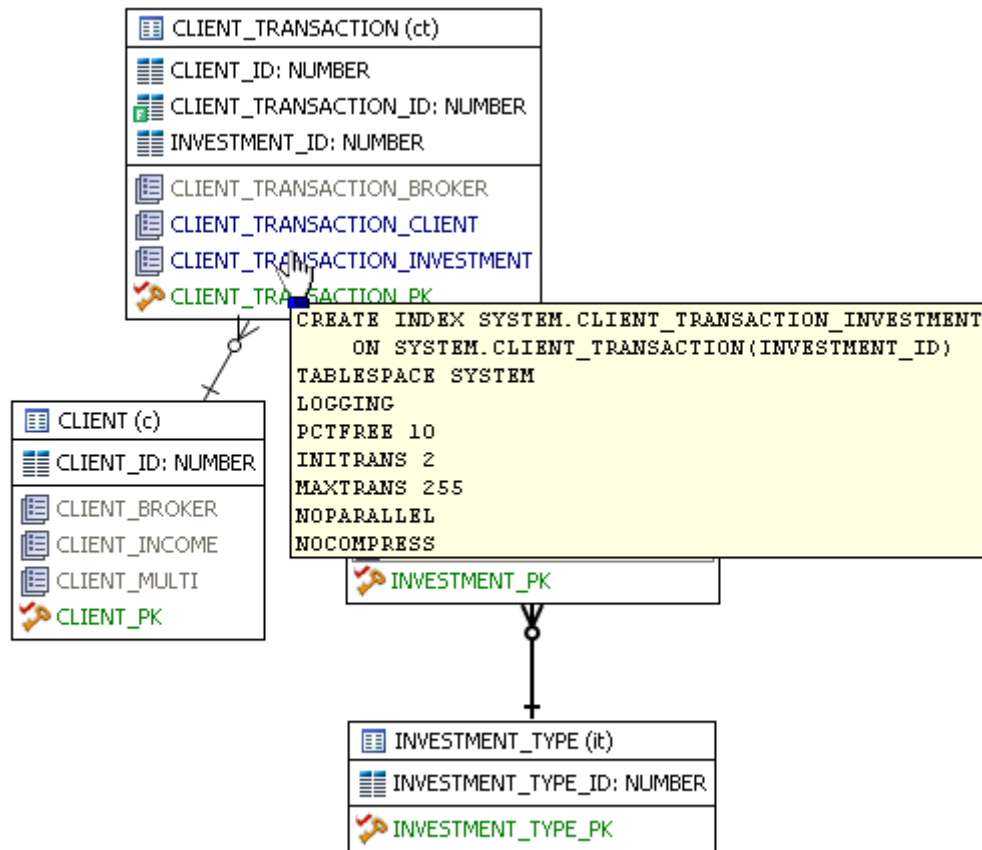 CLIENT_TRANSACTION (ct)
CLIENT_ID: NUMBER
CLIENT_TRANSACTION_ID: NUMBER
INVESTMENT_ID: NUMBER
CLIENT_TRANSACTION_BROKER
CLIENT_TRANSACTION_CLIENT
CLIENT_TRANSACTION_INVESTMENT
CLIENT_TRANSACTION_PK
CREATE INDEX SYSTEM.CLIENT_TRANSACTION_INVESTMENT
ON SYSTEM.CLIENT_TRANSACTION(INVESTMENT_ID)
TABLESPACE SYSTEM
LOGGING
PCTFREE 10
INITRANS 2
MAXTRANS 255
NOPARALLEL
NOCOMPRESS
CLIENT (c)
CLIENT_ID: NUMBER
CLIENT_BROKER
CLIENT_INCOME
CLIENT_MULTI
CLIENT_PK
INVESTMENT_PK
INVESTMENT_TYPE (it)
INVESTMENT_TYPE_ID: NUMBER
INVESTMENT_TYPE_PK